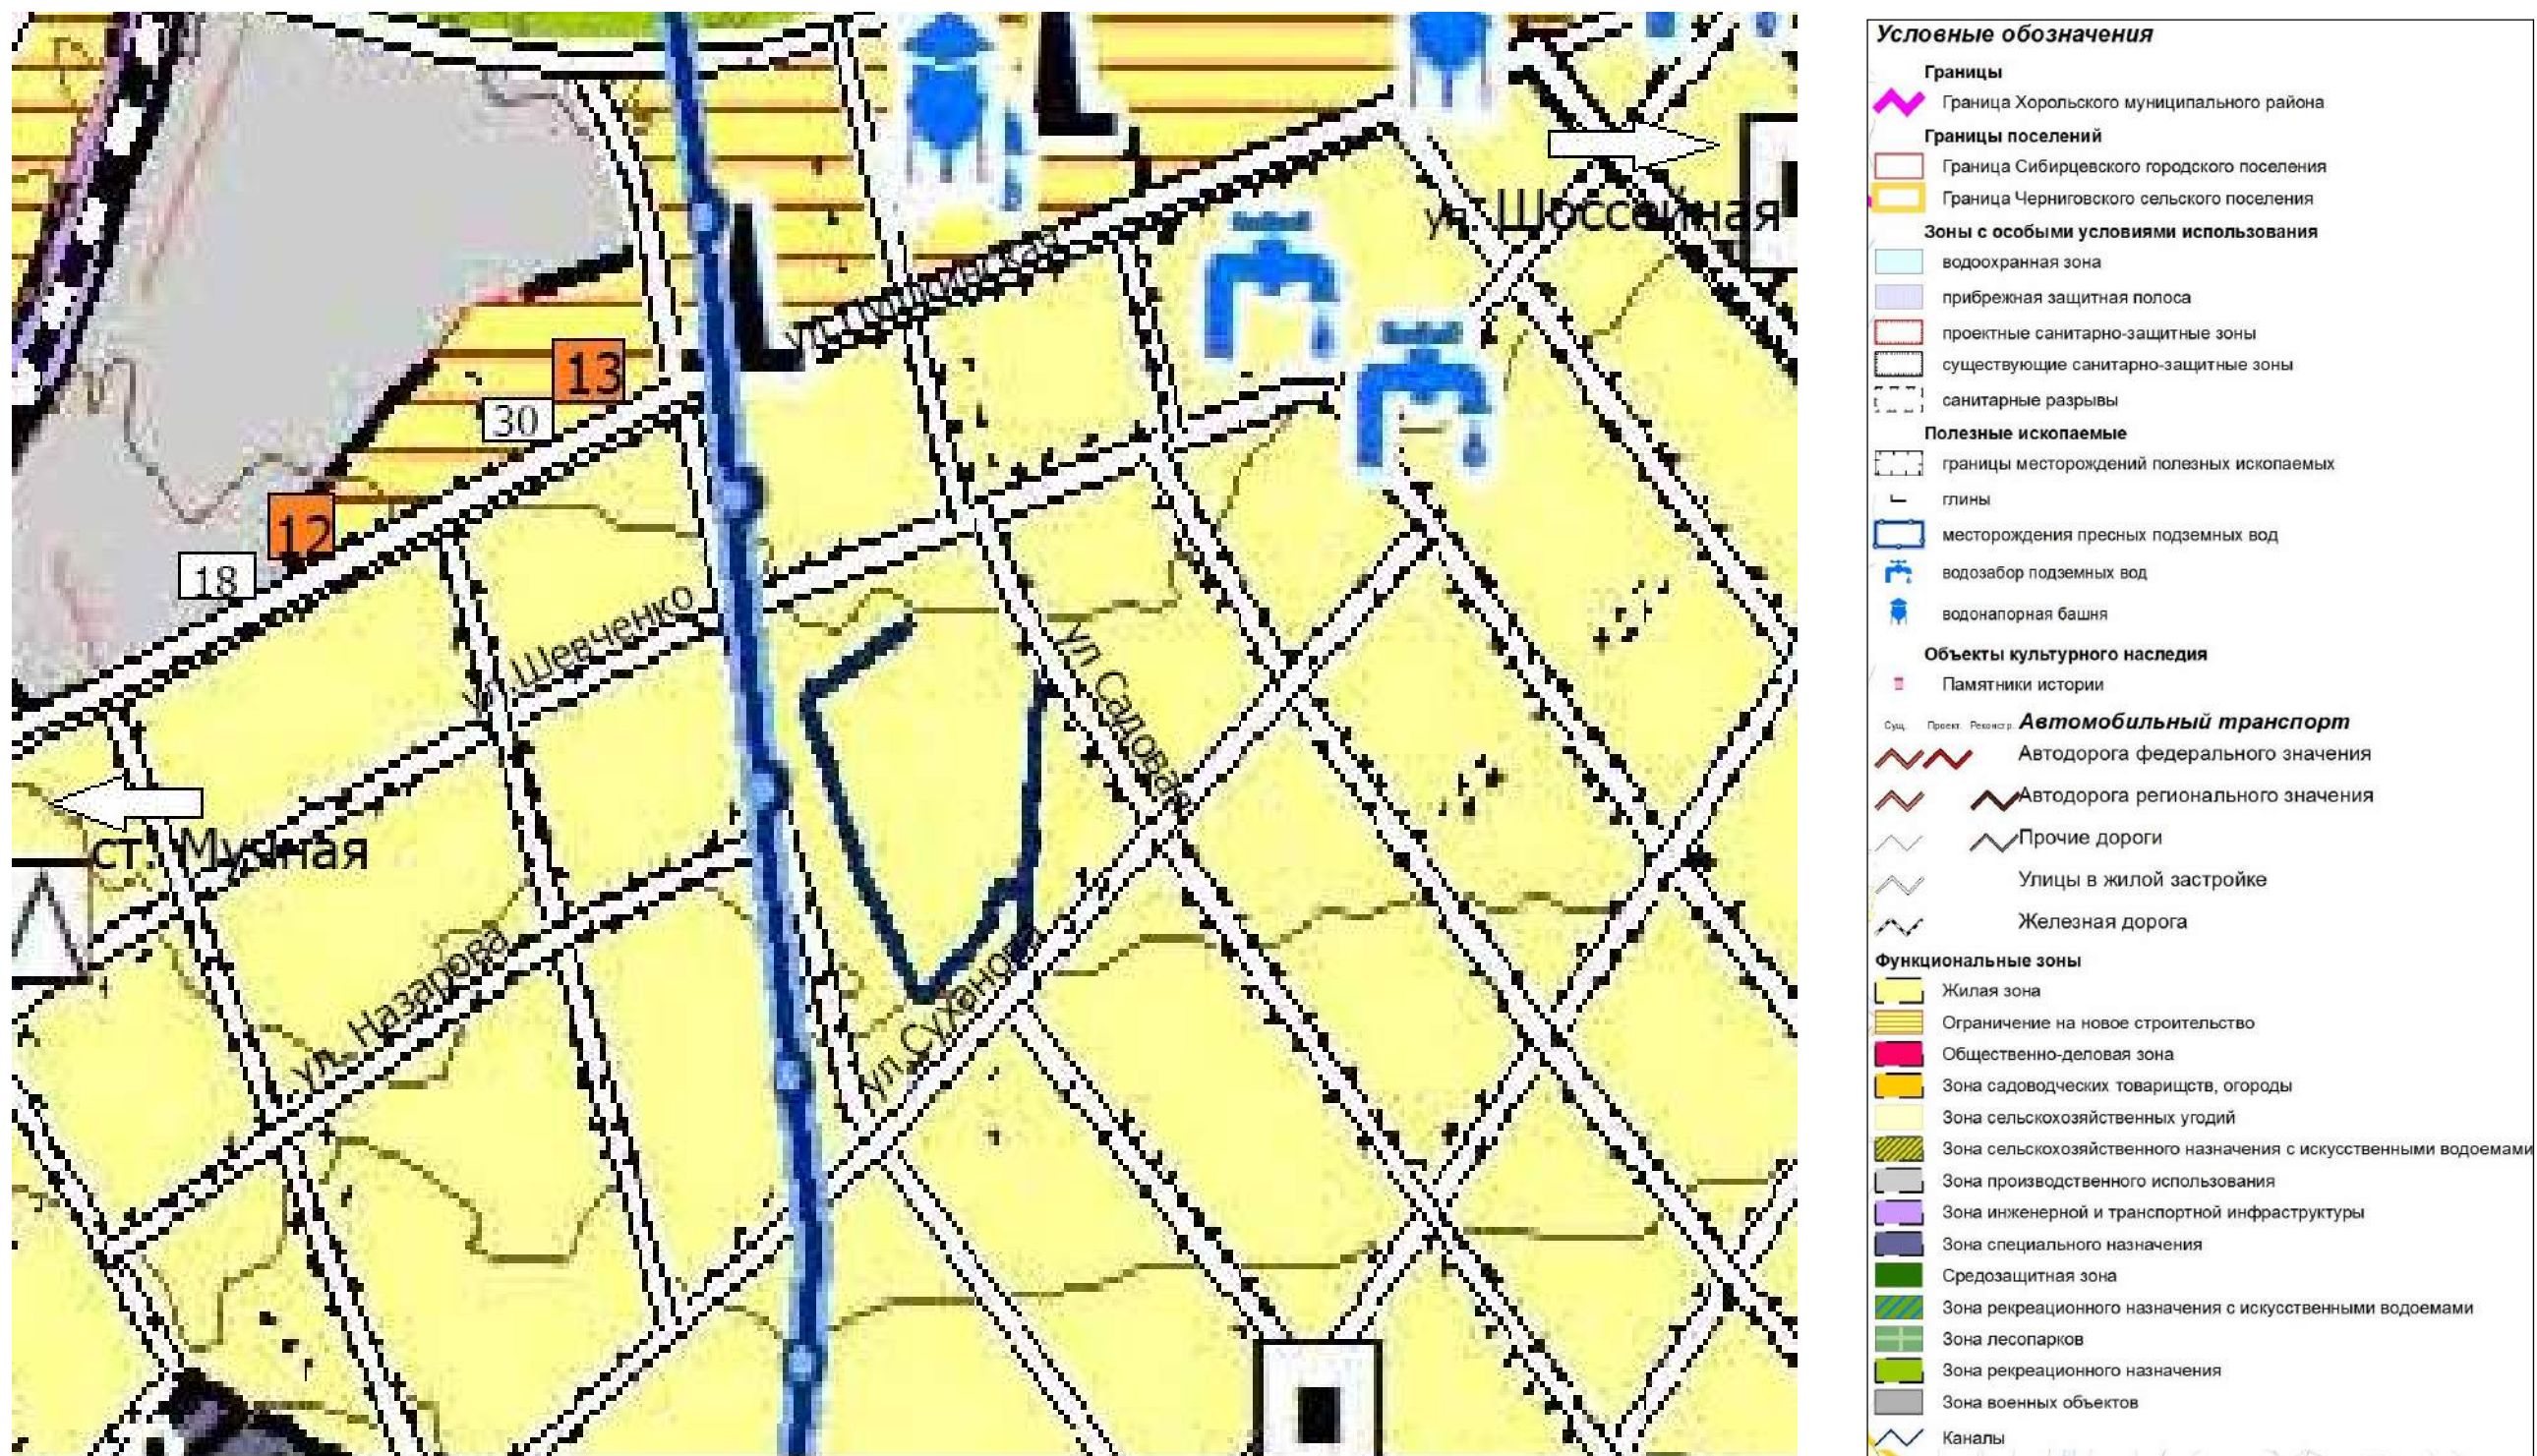 ул.Пушкинская
ул. Шоссейная
13
30
12
18
ул.Шевченко
ул Садовая
ст. Мучная
ул. Назарова
ул.Суханова
Условные обозначения
Границы
Граница Хорольского муниципального района
Границы поселений
Граница Сибирцевского городского поселения
Граница Черниговского сельского поселения
Зоны с особыми условиями использования
водоохранная зона
прибрежная защитная полоса
проектные санитарно-защитные зоны
существующие санитарно-защитные зоны
санитарные разрывы
Полезные ископаемые
границы месторождений полезных ископаемых
глины
месторождения пресных подземных вод
водозабор подземных вод
водонапорная башня
Объекты культурного наследия
Памятники истории
Сущ. Проект. Реконстр. Автомобильный транспорт
Автодорога федерального значения
Автодорога регионального значения
Прочие дороги
Улицы в жилой застройке
Железная дорога
Функциональные зоны
Жилая зона
Ограничение на новое строительство
Общественно-деловая зона
Зона садоводческих товарищств, огороды
Зона сельскохозяйственных угодий
Зона сельскохозяйственного назначения с искусственными водоемами
Зона производственного использования
Зона инженерной и транспортной инфраструктуры
Зона специального назначения
Средозащитная зона
Зона рекреационного назначения с искусственными водоемами
Зона лесопарков
Зона рекреационного назначения
Зона военных объектов
Каналы